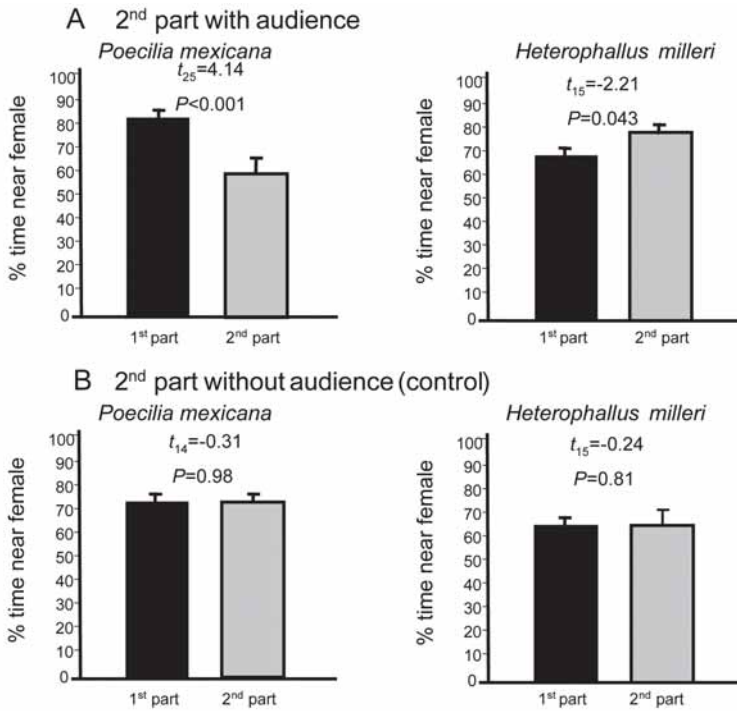 A 2nd part with audience
Poecilia mexicana
t25=4.14
P<0.001
% time near female
100
90
80
70
60
50
40
30
20
10
0
1st part 2nd part
Heterophallus milleri
t15=-2.21
P=0.043
% time near female
100
90
80
70
60
50
40
30
20
10
0
1st part 2nd part
B 2nd part without audience (control)
Poecilia mexicana
t14=-0.31
P=0.98
% time near female
100
90
80
70
60
50
40
30
20
10
0
1st part 2nd part
Heterophallus milleri
t15=-0.24
P=0.81
% time near female
100
90
80
70
60
50
40
30
20
10
0
1st part 2nd part